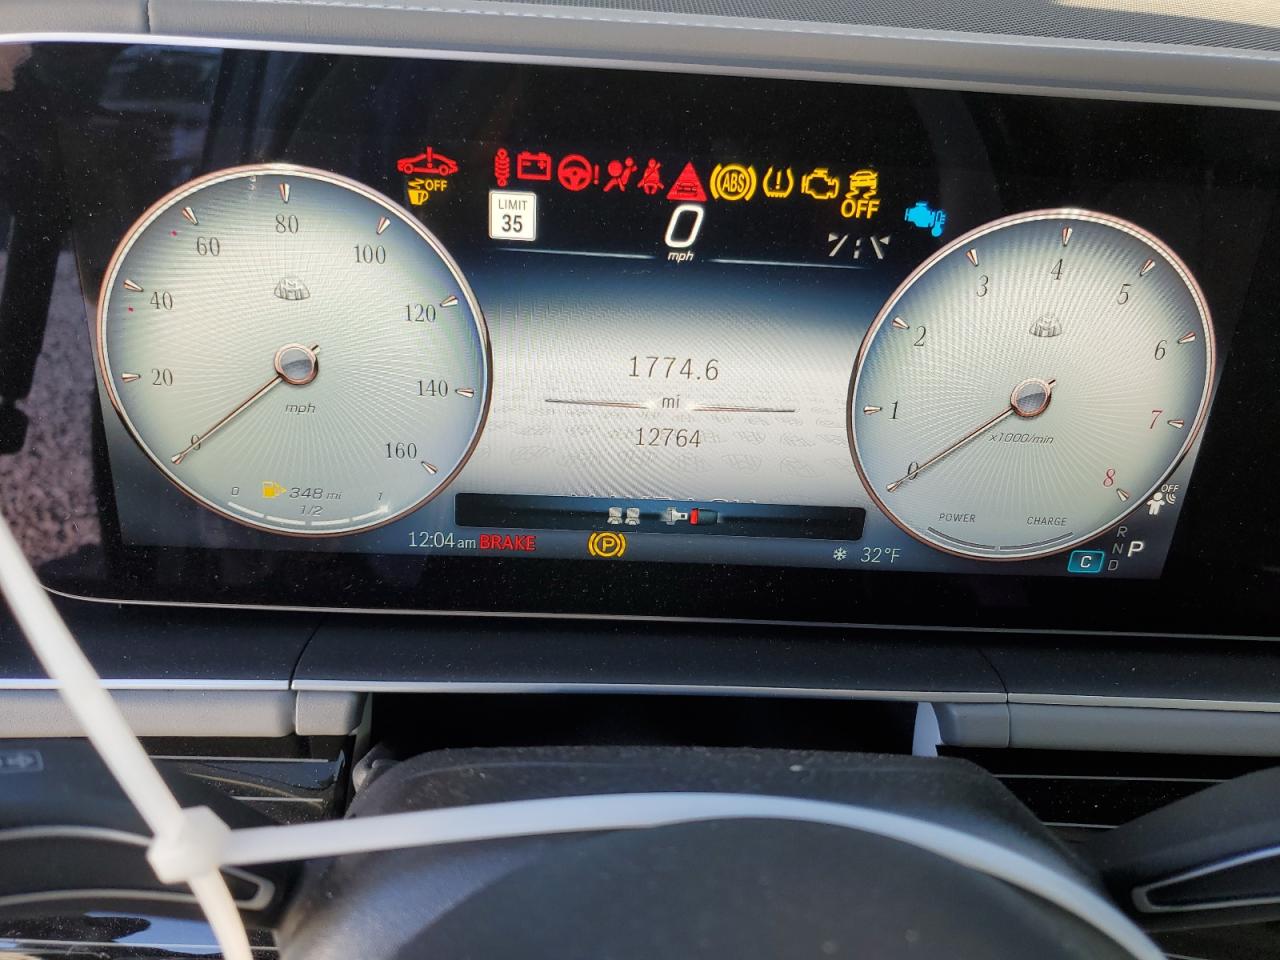 OFF
LIMIT
35
0
mph
ABS
OFF
20
40
60
80
100
120
140
160
0
mph
0
348 mi
1
1/2
1774.6
mi
12764
0
1
2
3
4
5
6
7
8
x1000/min
POWER
CHARGE
OFF
12:04 am BRAKE
P
32°F
C
R
N
D
P